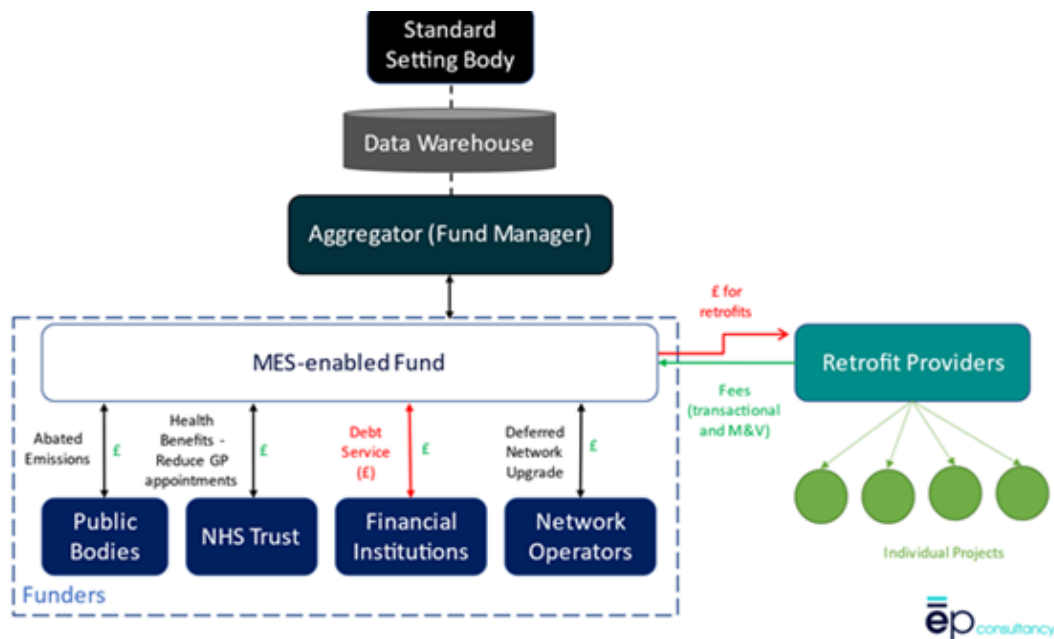 Standard
Setting Body
Data Warehouse
Aggregator (Fund Manager)
£ for
retrofits
MES-enabled Fund
Retrofit Providers
Fees
(transactional
and M&V)
Abated
Emissions
£
Health
Benefits -
Reduce GP
appointments
£
Debt
Service
(£)
£
Deferred
Network
Upgrade
£
Public
Bodies
NHS Trust
Financial
Institutions
Network
Operators
Individual Projects
Funders
ēp consultancy